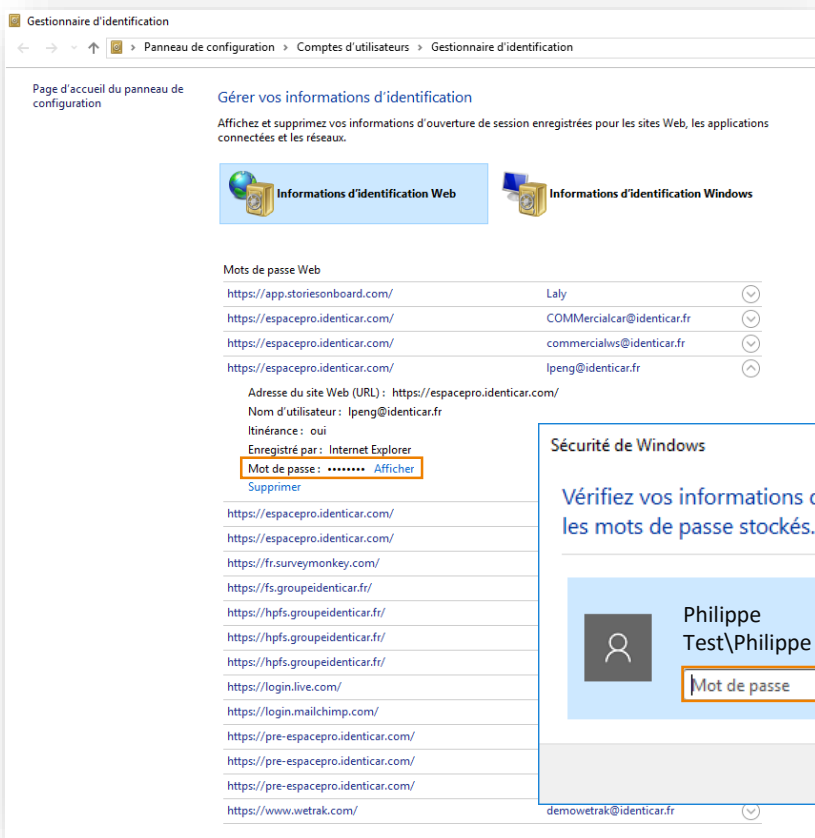 Gestionnaire d'identification
Panneau de configuration > Comptes d'utilisateurs > Gestionnaire d'identification
Page d'accueil du panneau de
configuration
Gérer vos informations d'identification
Affichez et supprimez vos informations d'ouverture de session enregistrées pour les sites Web, les applications
connectées et les réseaux.
Informations d'identification Web
Informations d'identification Windows
Mots de passe Web
https://app.storiesonboard.com/ Laly
https://espacepro.identicar.com/ COMMercialcar@identicar.fr
https://espacepro.identicar.com/ commercialws@identicar.fr
https://espacepro.identicar.com/ lpeng@identicar.fr
Adresse du site Web (URL) : https://espacepro.identicar.com/
Nom d'utilisateur : lpeng@identicar.fr
Itinérance : oui
Enregistré par : Internet Explorer
Mot de passe : •••••••• Afficher
Supprimer
https://espacepro.identicar.com/
https://espacepro.identicar.com/
https://fr.surveymonkey.com/
https://fs.groupeidenticar.fr/
https://hpfs.groupeidenticar.fr/
https://hpfs.groupeidenticar.fr/
https://hpfs.groupeidenticar.fr/
https://login.live.com/
https://login.mailchimp.com/
https://pre-espacepro.identicar.com/
https://pre-espacepro.identicar.com/
https://pre-espacepro.identicar.com/
https://www.wetrak.com/ demowetrak@identicar.fr
Sécurité de Windows
Vérifiez vos informations
les mots de passe stockés.
Philippe
Test\Philippe
Mot de passe